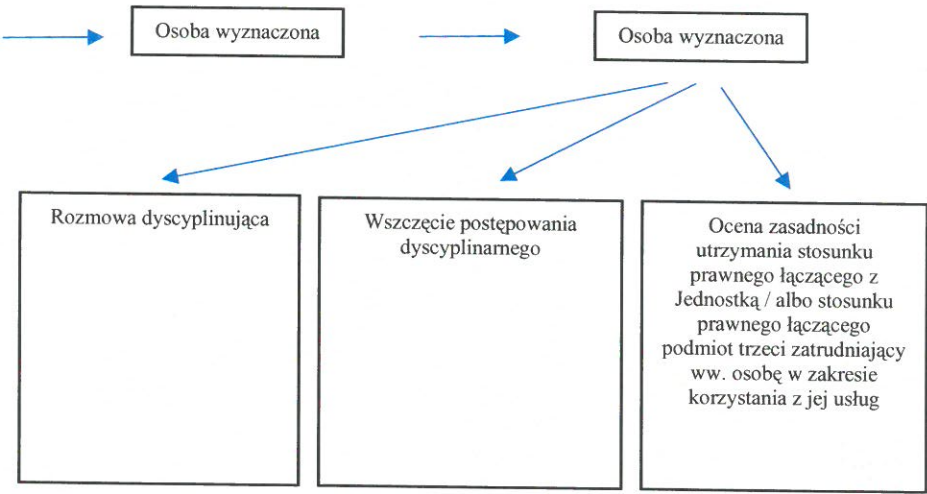 Osoba wyznaczona
Osoba wyznaczona
Rozmowa dyscyplinująca
Wszczęcie postępowania
dyscyplinarnego
Ocena zasadności
utrzymania stosunku
prawnego łączącego z
Jednostką / albo stosunku
prawnego łączącego
podmiot trzeci zatrudniający
ww. osobę w zakresie
korzystania z jej usług